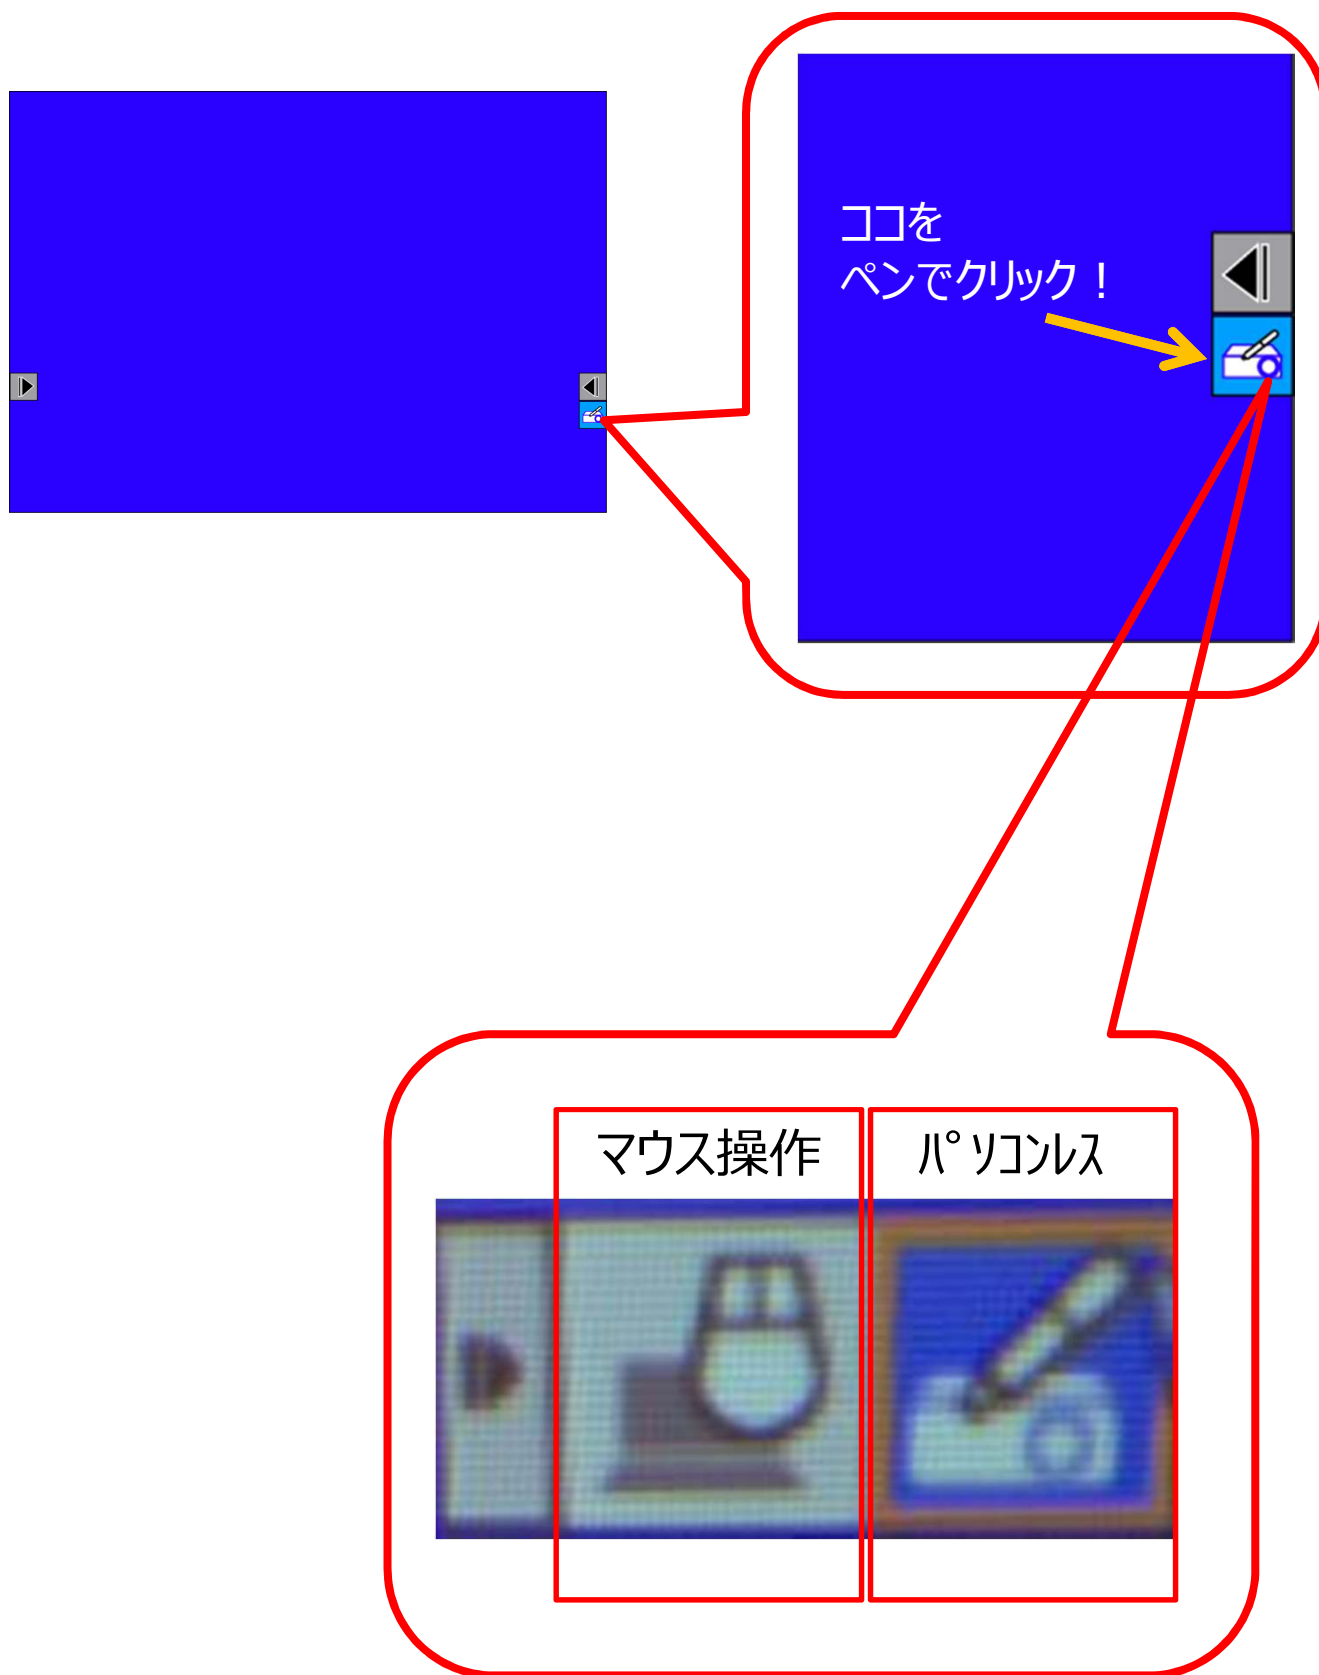 ココを
ペンでクリック！
マウス操作
ﾊﾟｿｺﾝﾚｽ